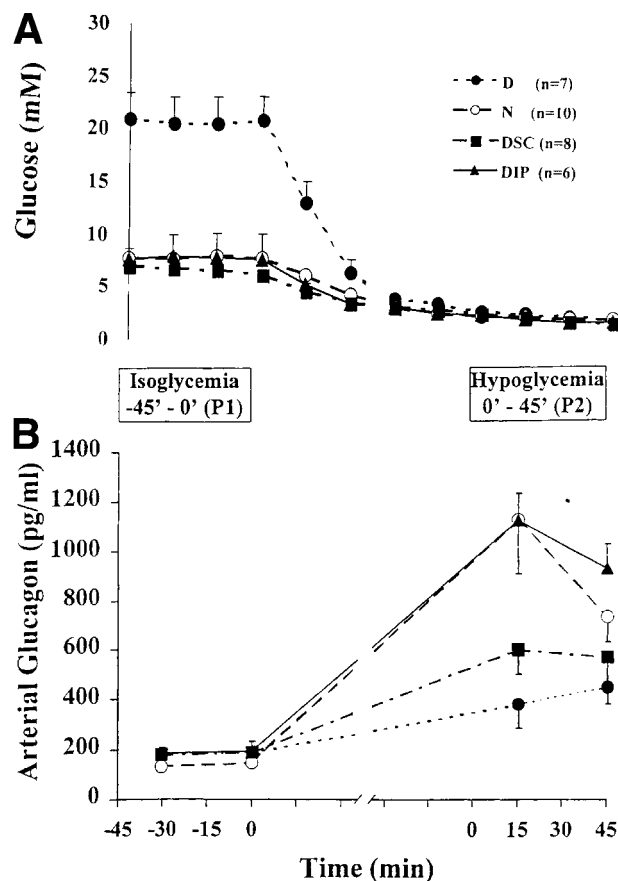 A
Glucose (mM)
30
25
20
15
10
5
0
D (n=7)
N (n=10)
DSC (n=8)
DIP (n=6)
Isoglycemia
-45' - 0' (P1)
Hypoglycemia
0' - 45' (P2)
B
Arterial Glucagon (pg/ml)
1400
1200
1000
800
600
400
200
0
-45 -30 -15 0 0 15 30 45
Time (min)